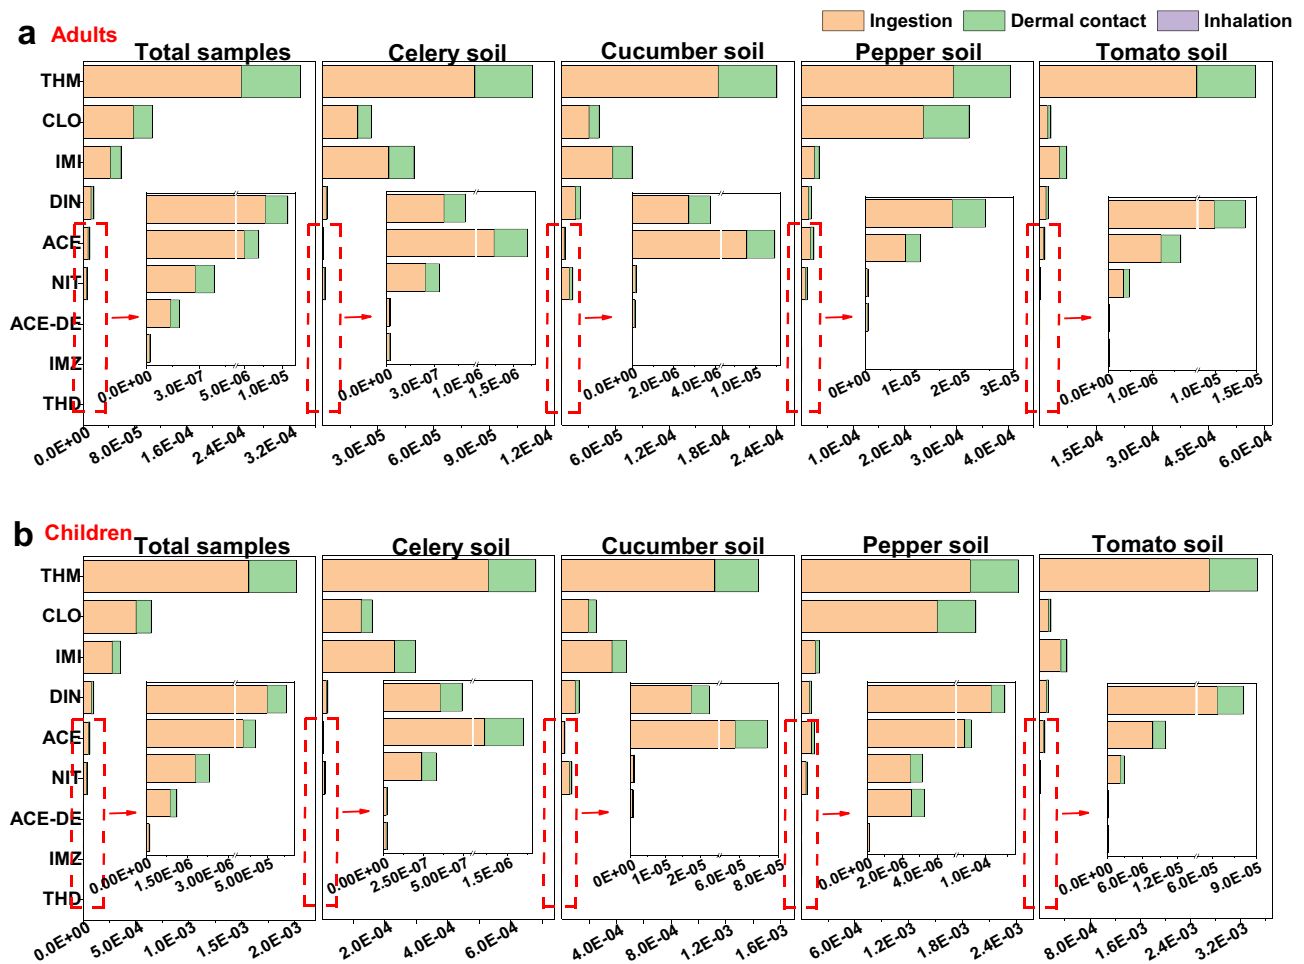 Ingestion Dermal contact Inhalation
a Adults
Total samples Celery soil Cucumber soil Pepper soil Tomato soil
THM
CLO
IMI
DIN
ACE
NIT
ACE-DE
IMZ
THD
0.0E+00 3.0E-07 5.0E-06 1.0E-05
0.0E+00 3.0E-07 1.0E-06 1.5E-06
0.0E+00 2.0E-06 4.0E-06 1.0E-05
0E+00 1E-05 2E-05 3E-05
0.0E+00 1.0E-06 1.0E-05 1.5E-05
0.0E+00 8.0E-05 1.6E-04 2.4E-04 3.2E-04
3.0E-05 6.0E-05 9.0E-05 1.2E-04
6.0E-05 1.2E-04 1.8E-04 2.4E-04
1.0E-04 2.0E-04 3.0E-04 4.0E-04
1.5E-04 3.0E-04 4.5E-04 6.0E-04
b Children
Total samples Celery soil Cucumber soil Pepper soil Tomato soil
THM
CLO
IMI
DIN
ACE
NIT
ACE-DE
IMZ
THD
0.00E+00 1.50E-06 3.00E-06 5.00E-05
0.00E+00 2.50E-07 5.00E-07 1.5E-06
0E+00 1E-05 2E-05 6.0E-05 8.0E-05
0.0E+00 2.0E-06 4.0E-06 1.0E-04
0.0E+00 6.0E-06 1.2E-05 6.0E-05 9.0E-05
0.0E+00 5.0E-04 1.0E-03 1.5E-03 2.0E-03
2.0E-04 4.0E-04 6.0E-04
4.0E-04 8.0E-04 1.2E-03 1.6E-03
6.0E-04 1.2E-03 1.8E-03 2.4E-03
8.0E-04 1.6E-03 2.4E-03 3.2E-03